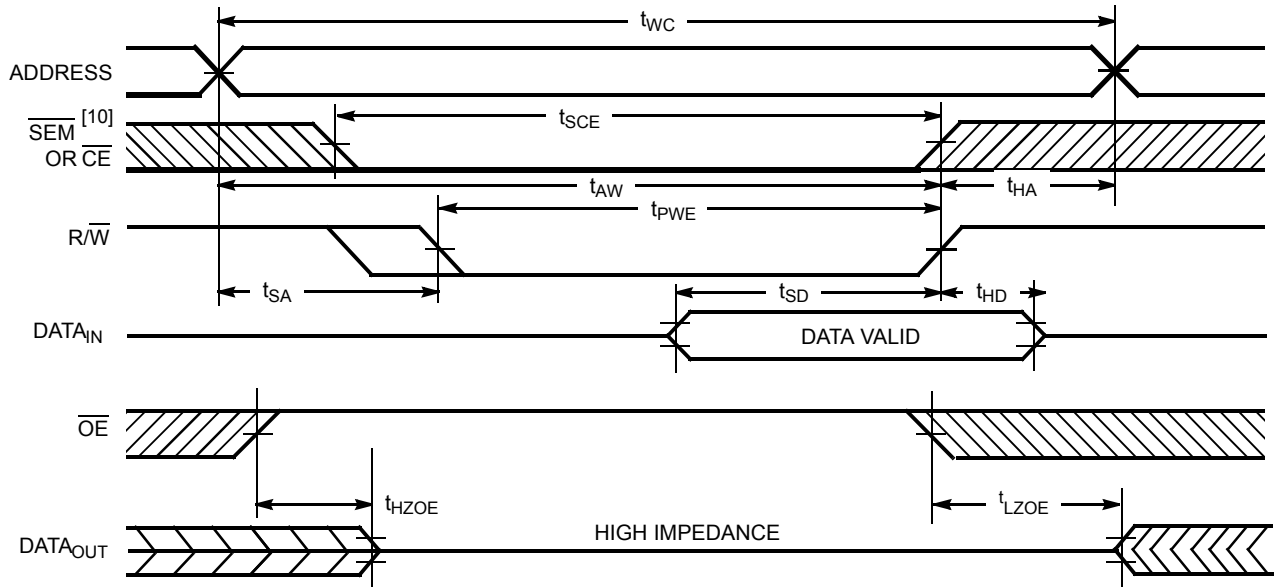 tWC
ADDRESS
SEM [10]
OR CE
tSCE
tAW
tHA
tPWE
R/W
tSA
tSD
tHD
DATAIN
DATA VALID
OE
tHZOE
tLZOE
HIGH IMPEDANCE
DATAOUT